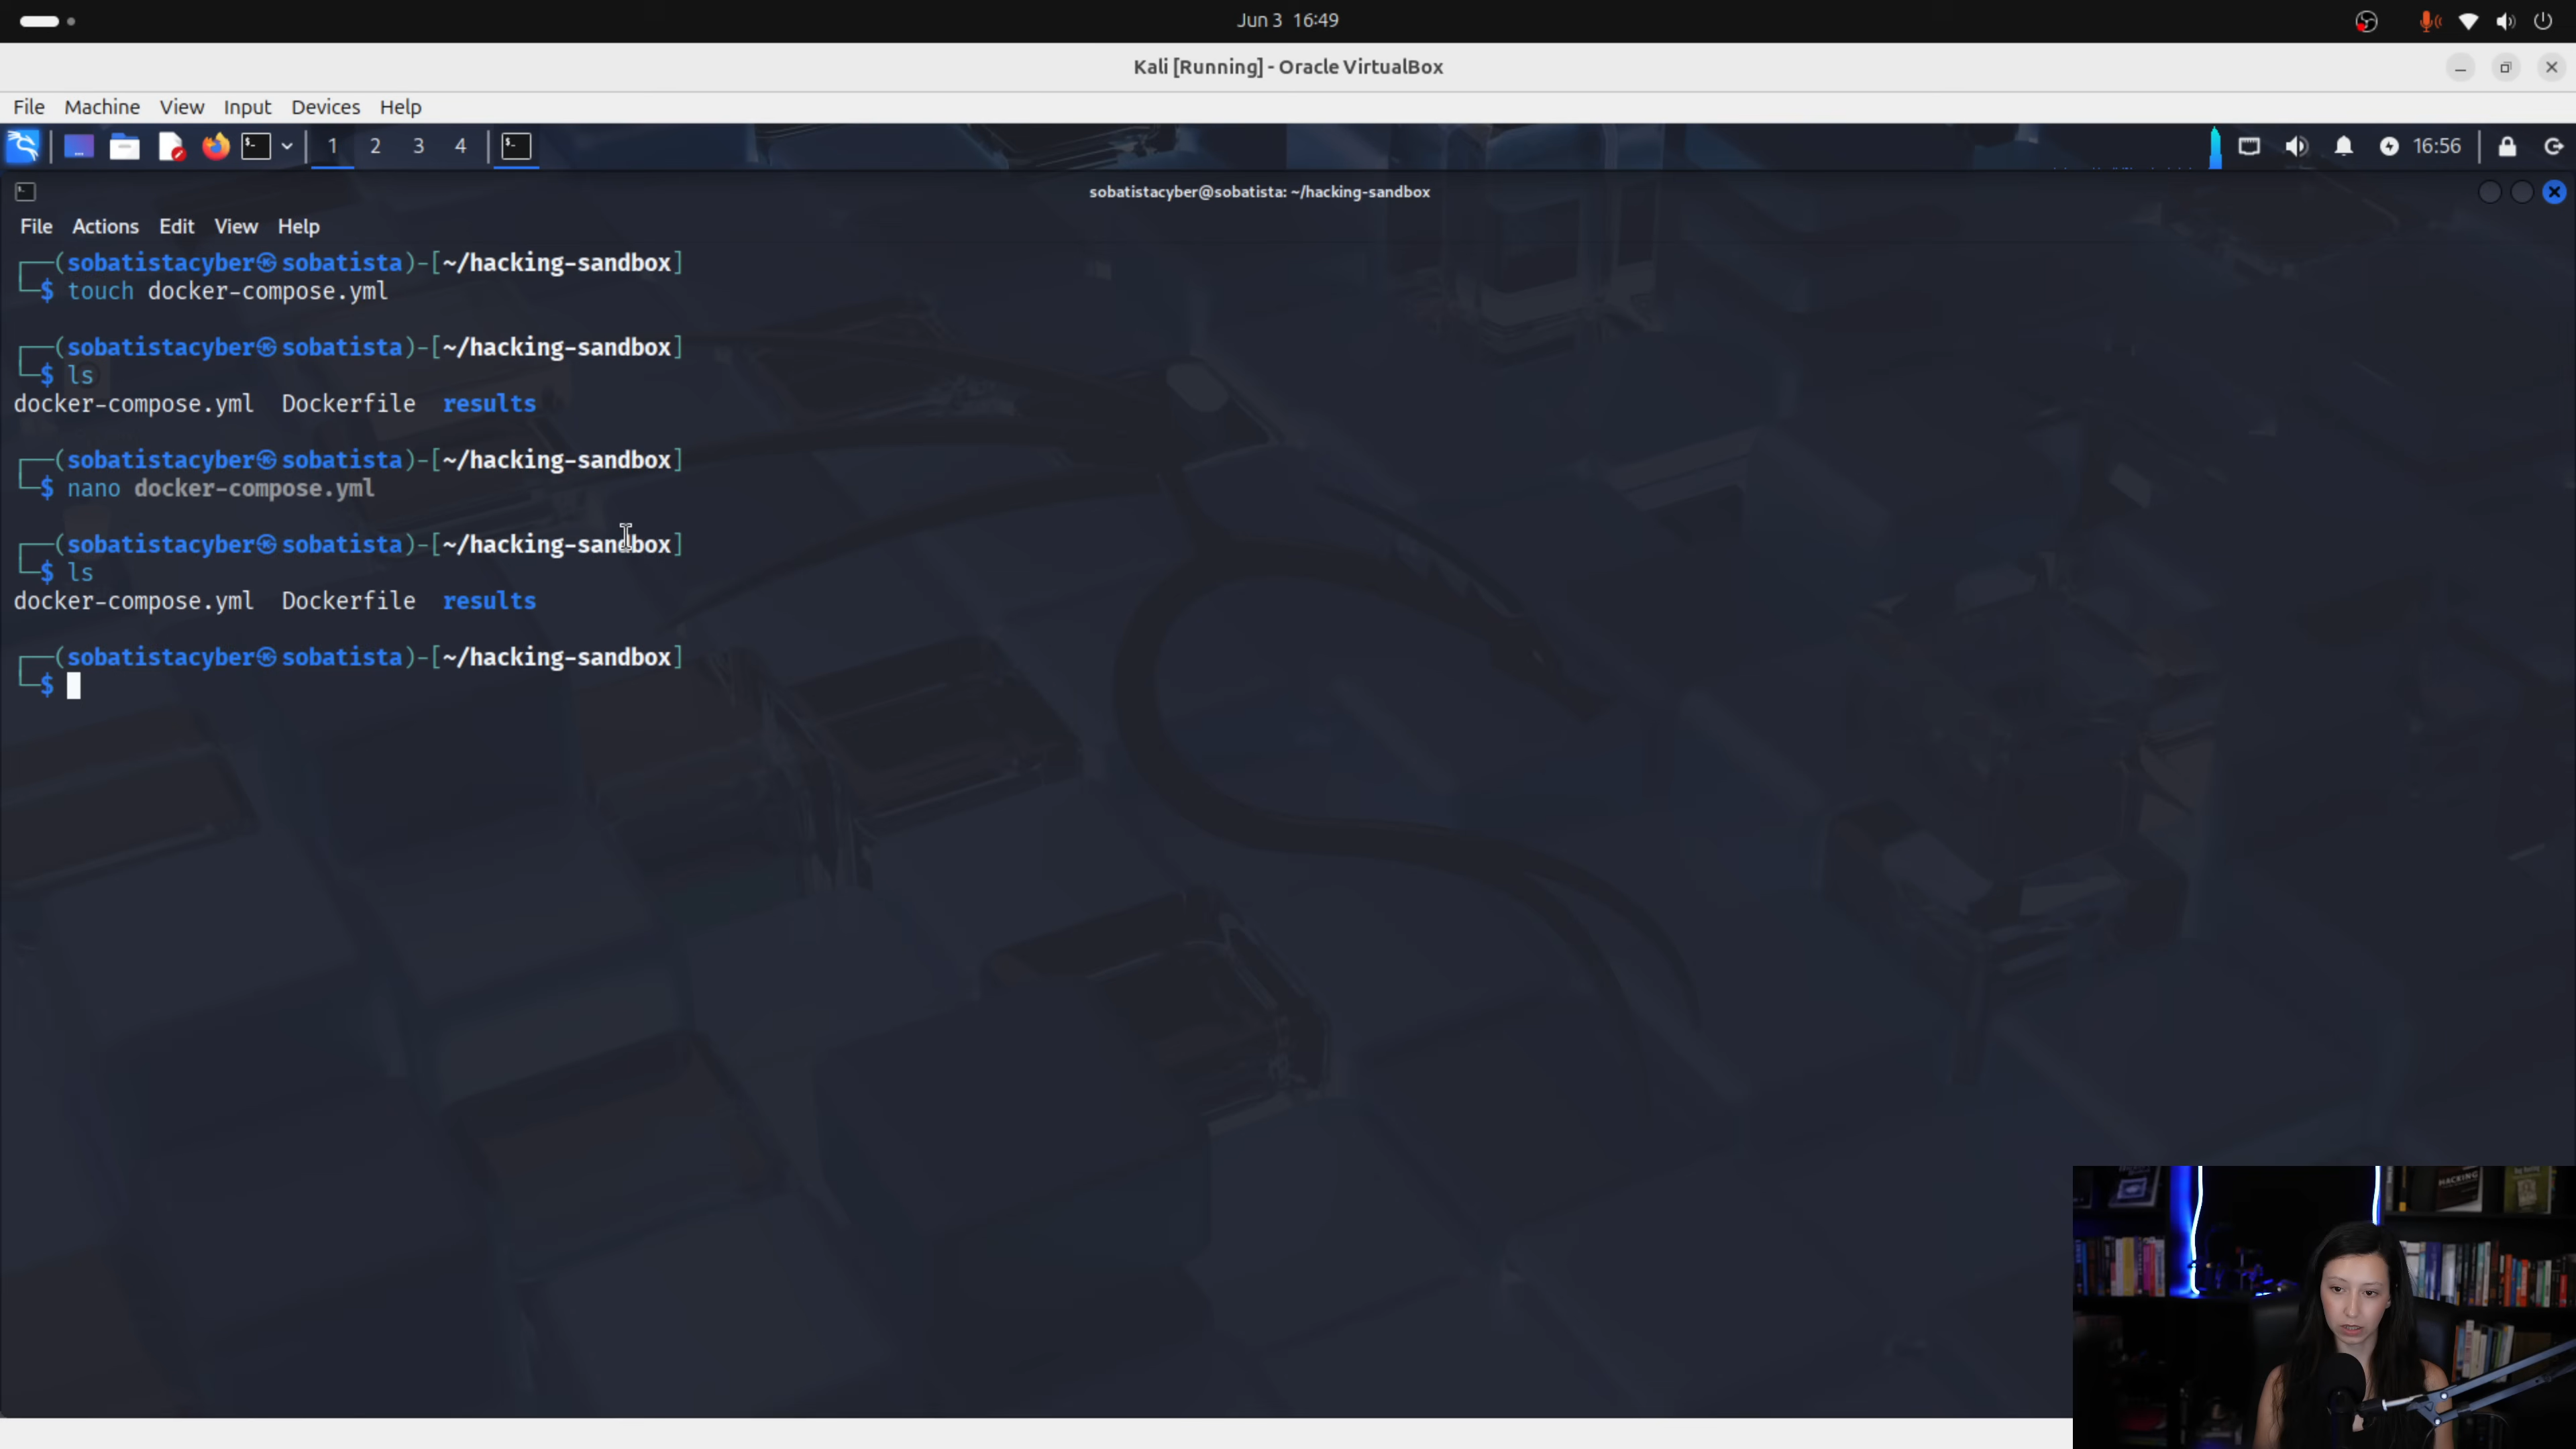 Jun 3 16:49
Kali [Running] - Oracle VirtualBox
File Machine View Input Devices Help
1 2 3 4 16:56
sobatistacyber@sobatista: ~/hacking-sandbox
File Actions Edit View Help
┌──(sobatistacyber㉿sobatista)-[~/hacking-sandbox]
└─$ touch docker-compose.yml
┌──(sobatistacyber㉿sobatista)-[~/hacking-sandbox]
└─$ ls
docker-compose.yml Dockerfile results
┌──(sobatistacyber㉿sobatista)-[~/hacking-sandbox]
└─$ nano docker-compose.yml
┌──(sobatistacyber㉿sobatista)-[~/hacking-sandbox]
└─$ ls
docker-compose.yml Dockerfile results
┌──(sobatistacyber㉿sobatista)-[~/hacking-sandbox]
└─$
HACKING